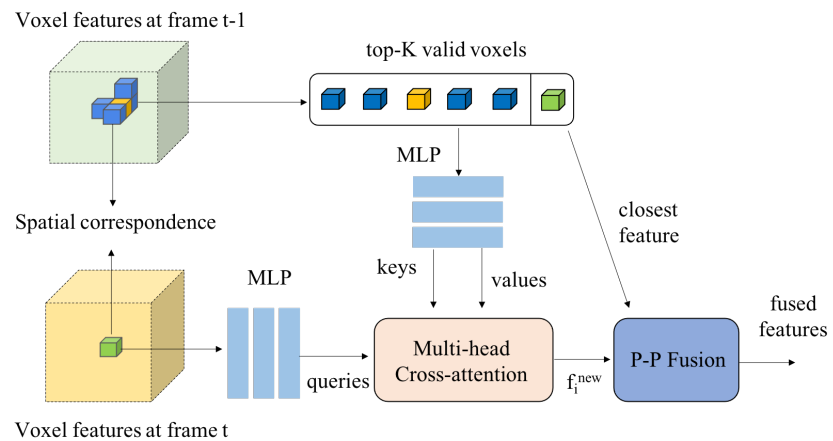 Voxel features at frame t-1
top-K valid voxels
MLP
Spatial correspondence
closest
feature
keys
values
MLP
fused
features
Multi-head
Cross-attention
P-P Fusion
queries
f_i^new
Voxel features at frame t